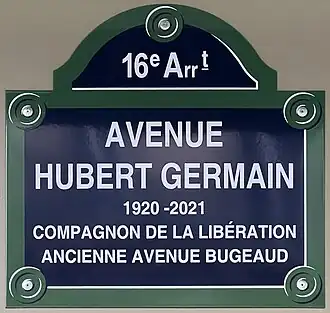 16e Arrt
AVENUE
HUBERT GERMAIN
1920 -2021
COMPAGNON DE LA LIBÉRATION
ANCIENNE AVENUE BUGEAUD